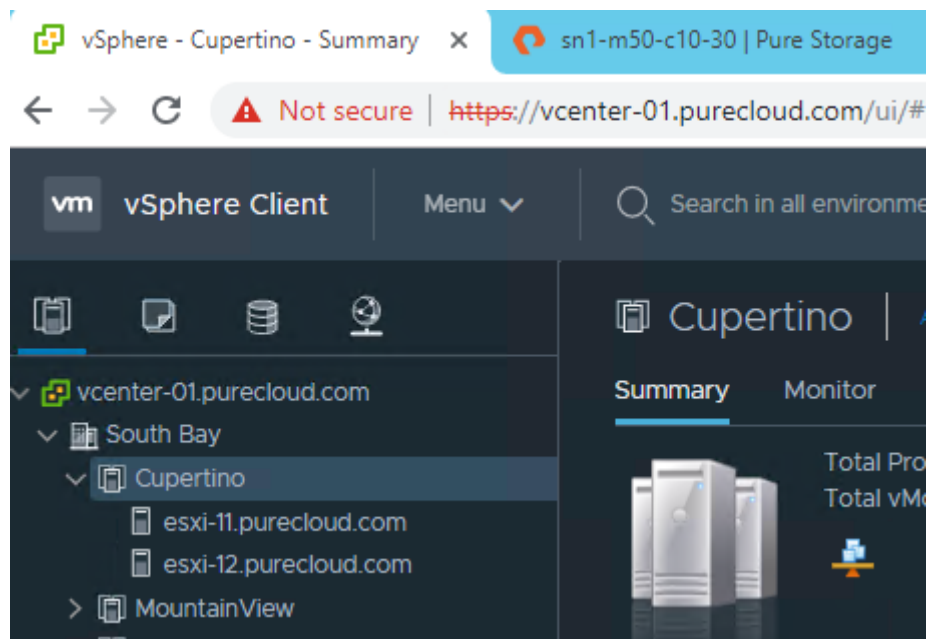 vSphere - Cupertino - Summary
sn1-m50-c10-30 | Pure Storage
Not secure | https://vcenter-01.purecloud.com/ui/#
vm vSphere Client Menu Search in all environme
Cupertino
vcenter-01.purecloud.com
Summary Monitor
South Bay
Cupertino
Total Pro
Total vMo
esxi-11.purecloud.com
esxi-12.purecloud.com
MountainView